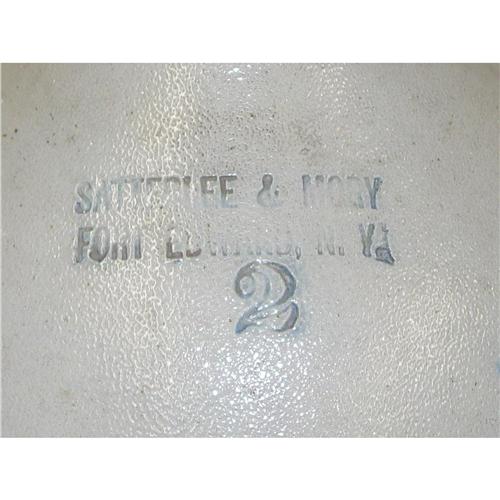 SATTERLEE & MORY
FORT EDWARD, N. Y.
2